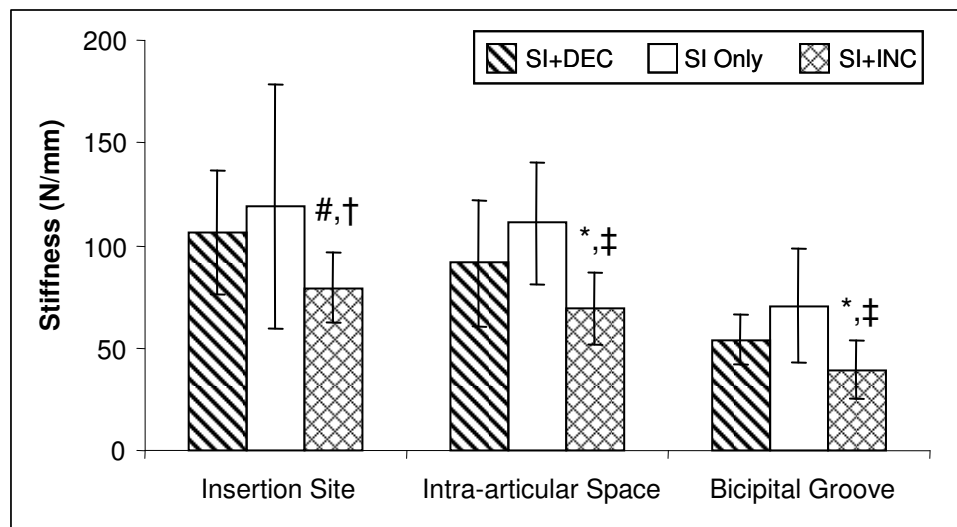 200
SI+DEC SI Only SI+INC
150
#,†
*,‡
100
*,‡
50
0
Stiffness (N/mm)
Insertion Site Intra-articular Space Bicipital Groove